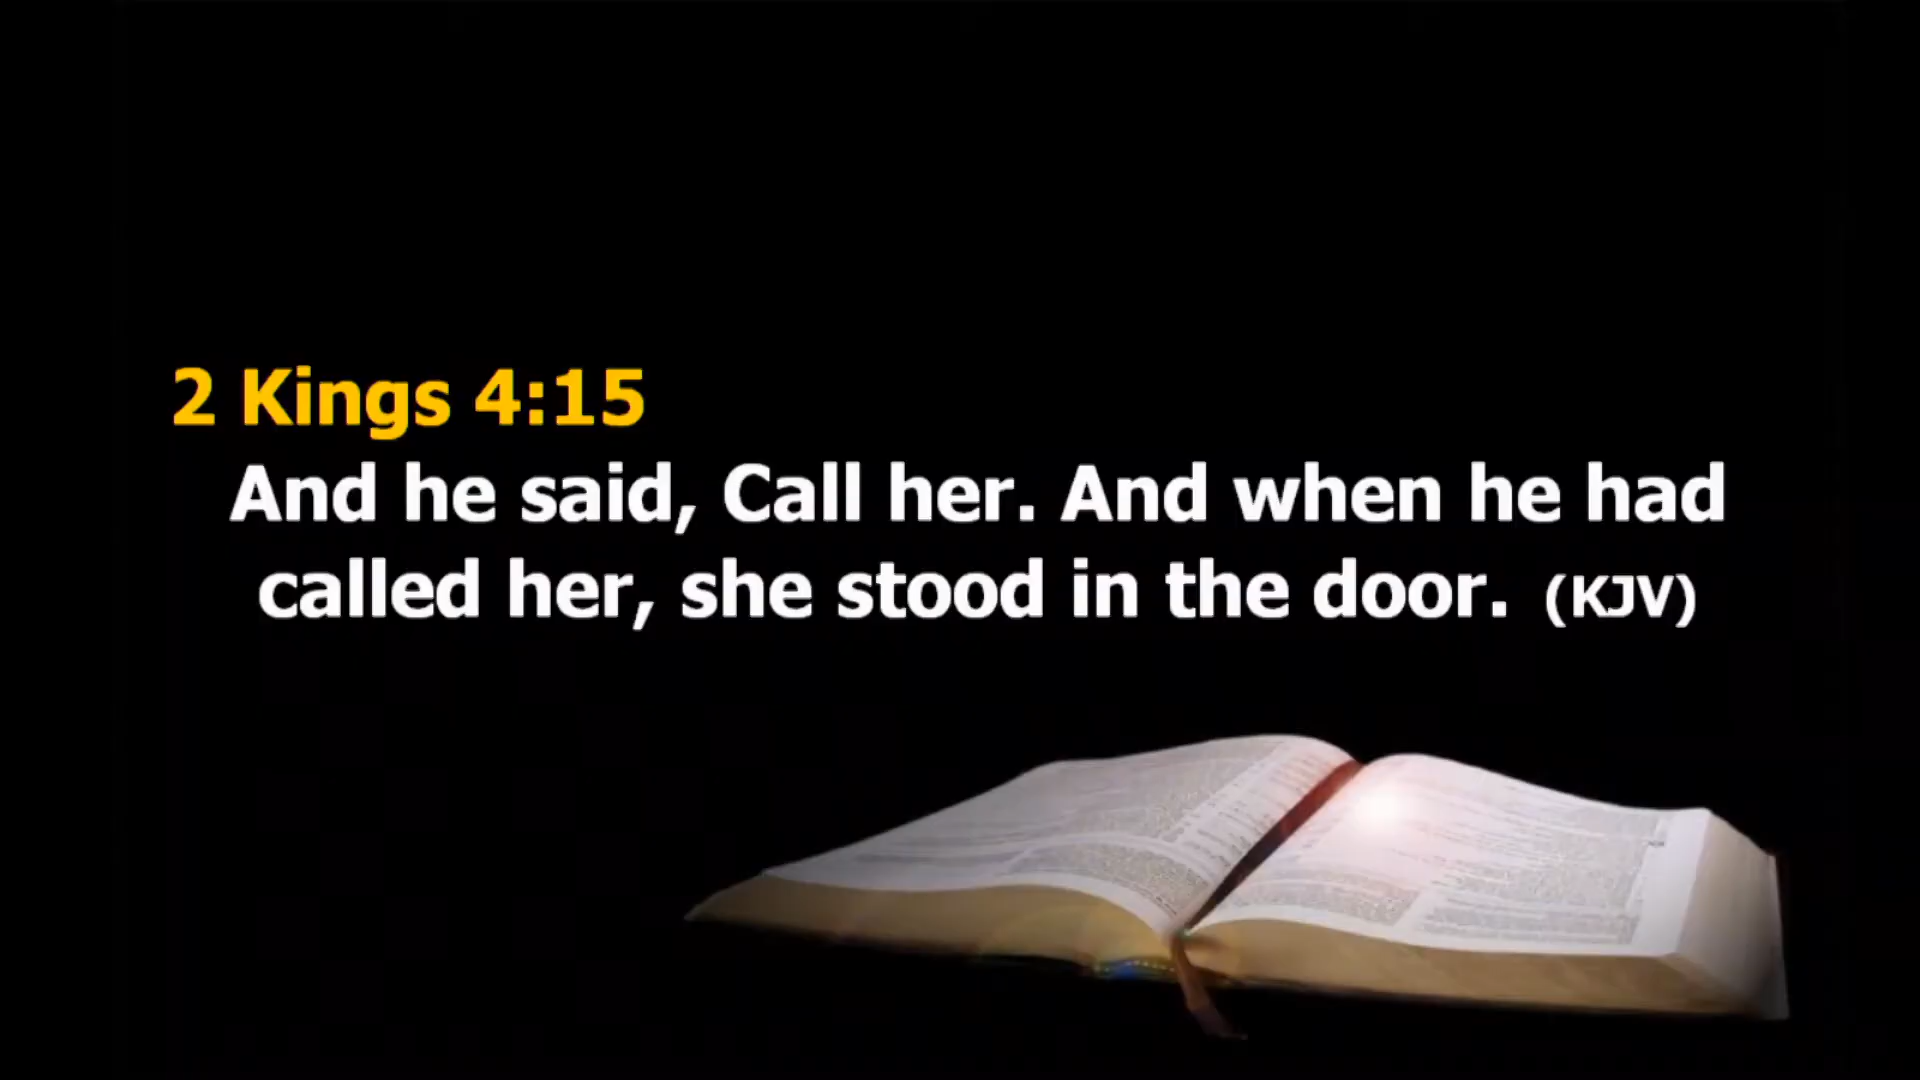 2 Kings 4:15
And he said, Call her. And when he had
called her, she stood in the door. (KJV)